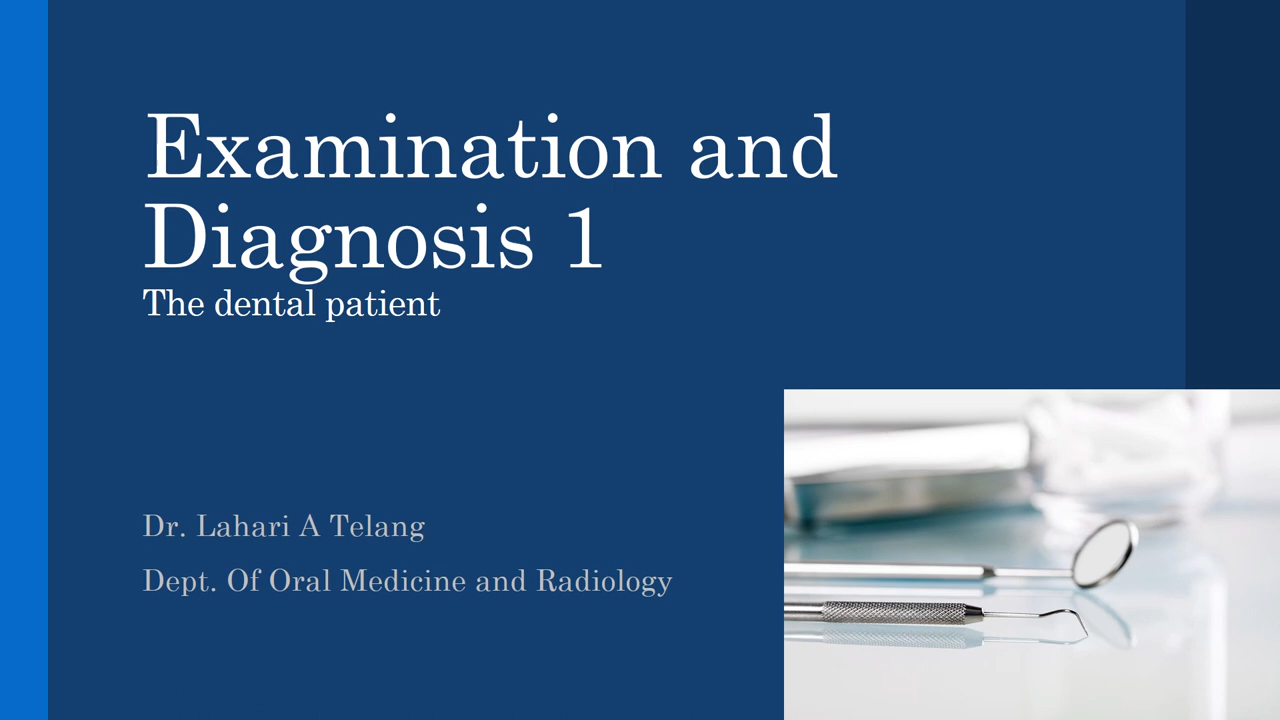 Examination and
Diagnosis 1
The dental patient
Dr. Lahari A Telang
Dept. Of Oral Medicine and Radiology